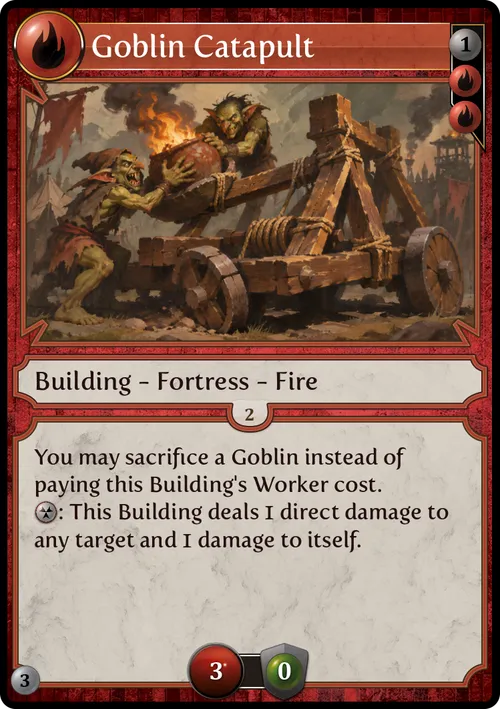 Goblin Catapult
1
Building - Fortress - Fire
2
You may sacrifice a Goblin instead of
paying this Building's Worker cost.
: This Building deals 1 direct damage to
any target and 1 damage to itself.
3
3*
0